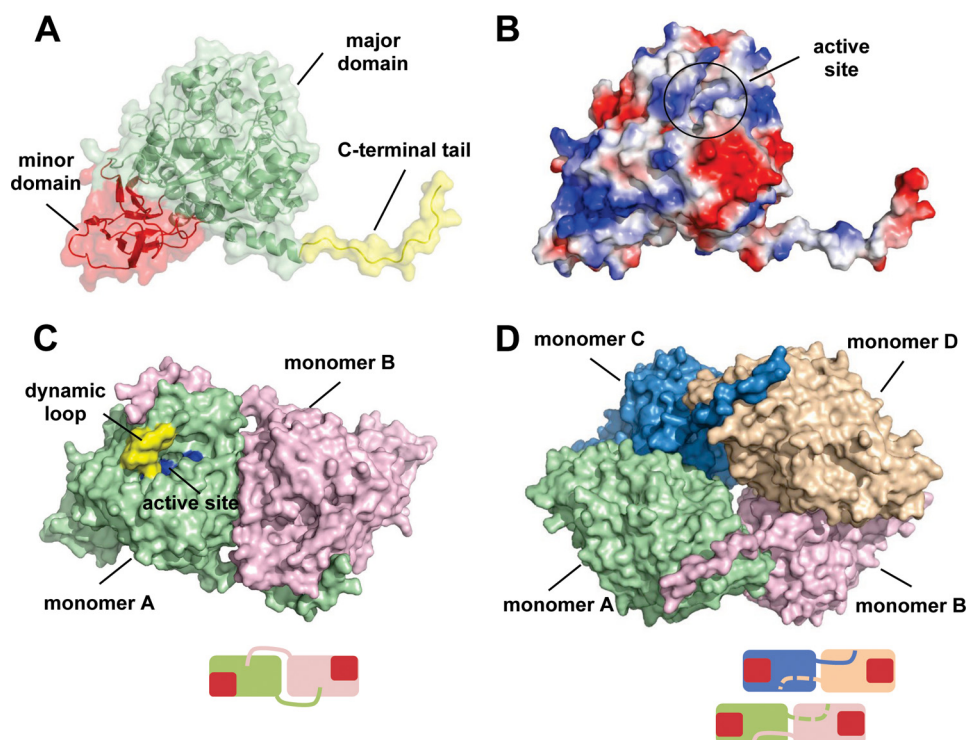 A
major
domain
minor
domain
C-terminal tail
B
active
site
C
monomer B
dynamic
loop
active site
monomer A
D
monomer C
monomer D
monomer A
monomer B